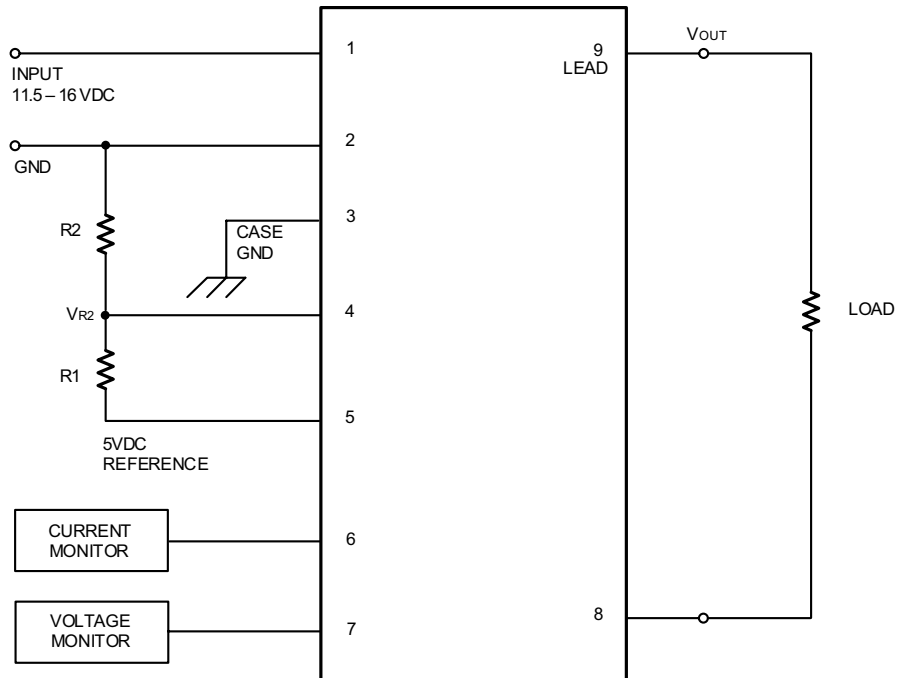 1
9
LEAD
VOUT
INPUT
11.5 – 16 VDC
2
GND
R2
3
CASE
GND
VR2
4
LOAD
R1
5
5VDC
REFERENCE
CURRENT
MONITOR
6
VOLTAGE
MONITOR
7
8